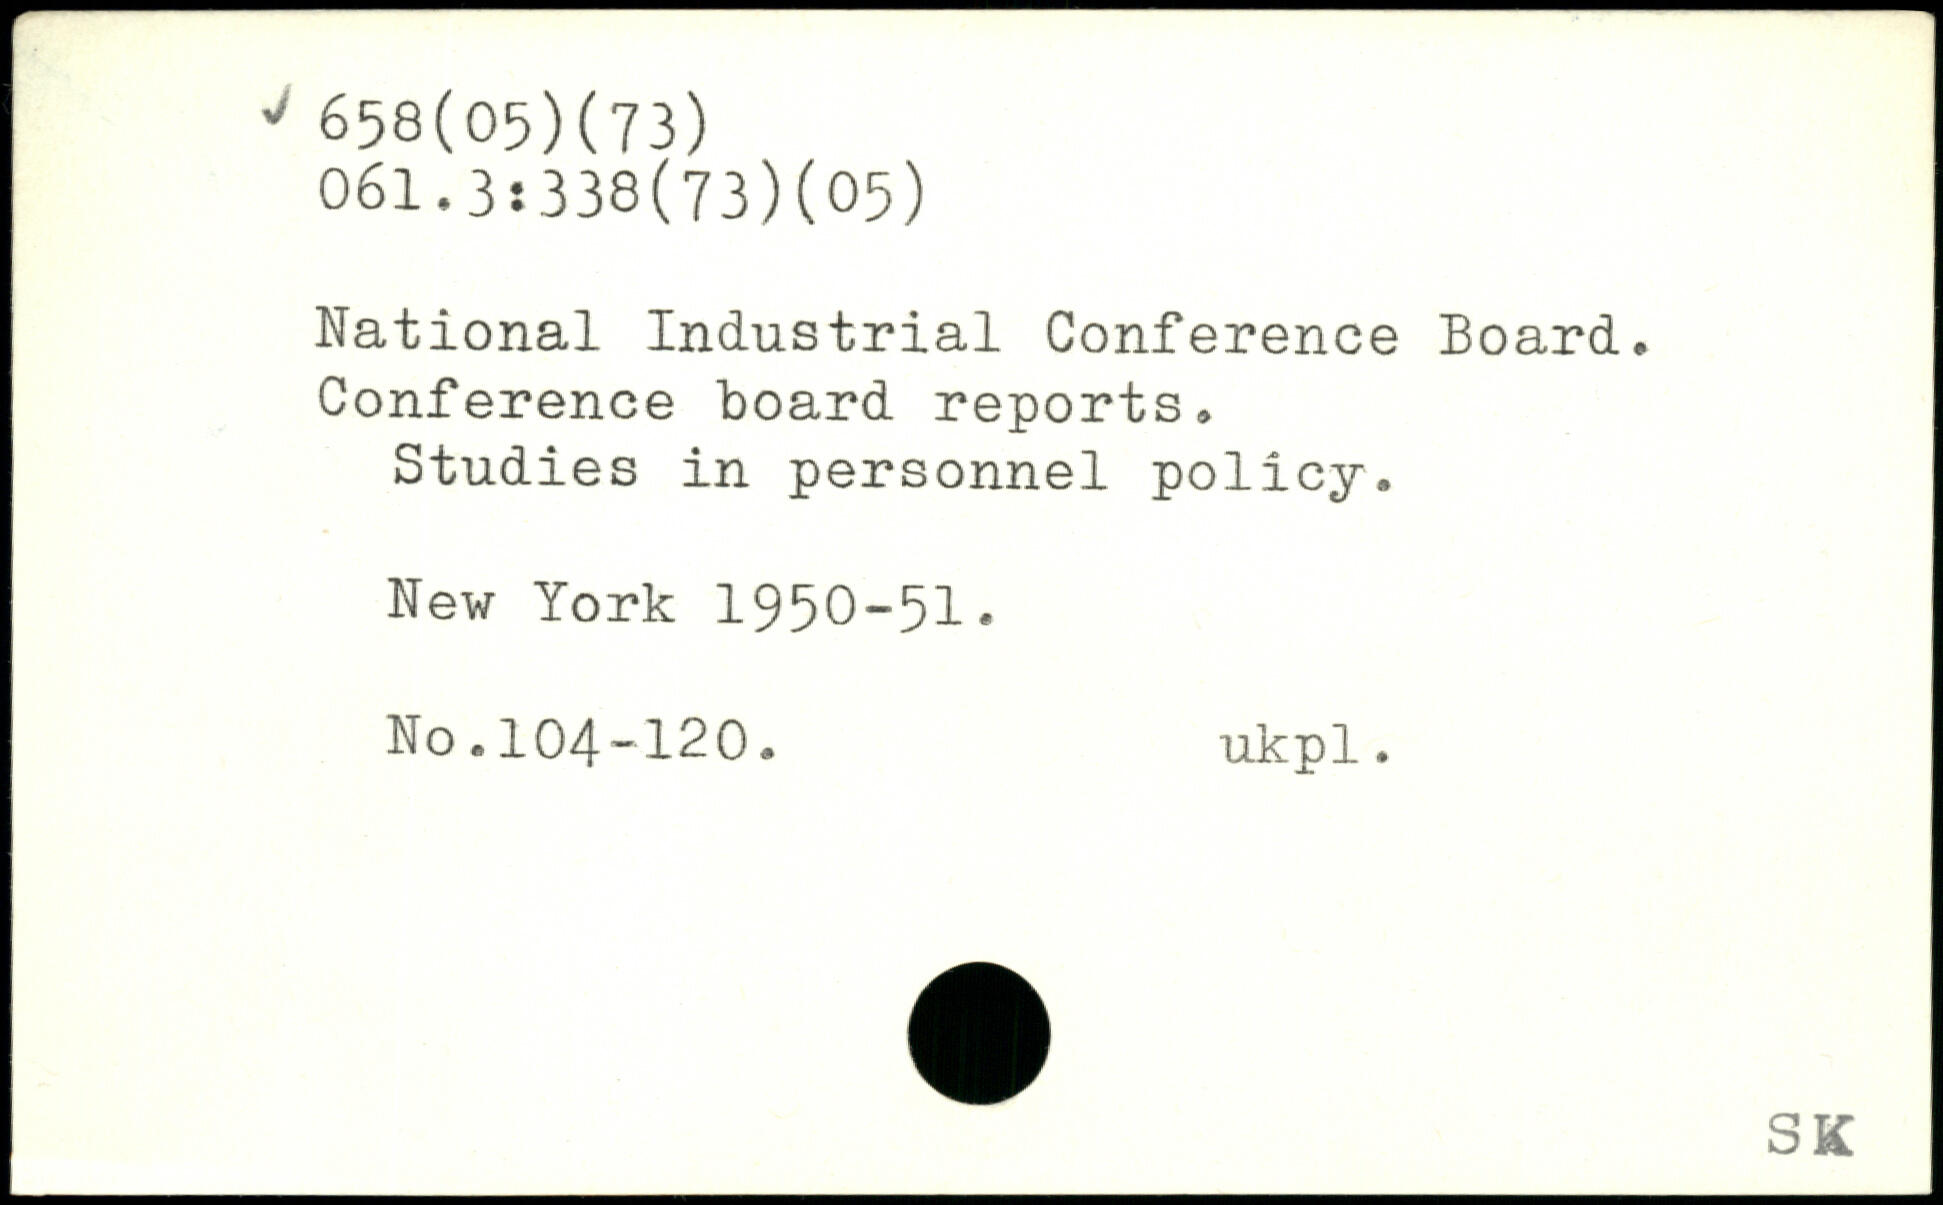 ✓ 658(05)(73)
061.3:338(73)(05)
National Industrial Conference Board.
Conference board reports.
Studies in personnel policy.
New York 1950-51.
No.104-120. ukpl.
SK